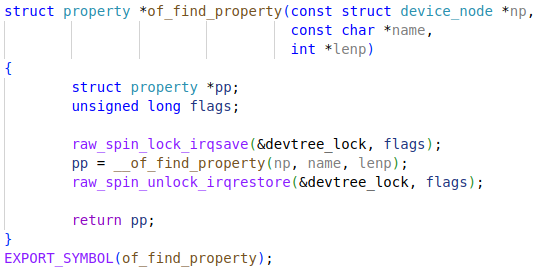 struct property *of_find_property(const struct device_node *np,
                                  const char *name,
                                  int *lenp)
{
        struct property *pp;
        unsigned long flags;

        raw_spin_lock_irqsave(&devtree_lock, flags);
        pp = __of_find_property(np, name, lenp);
        raw_spin_unlock_irqrestore(&devtree_lock, flags);

        return pp;
}
EXPORT_SYMBOL(of_find_property);